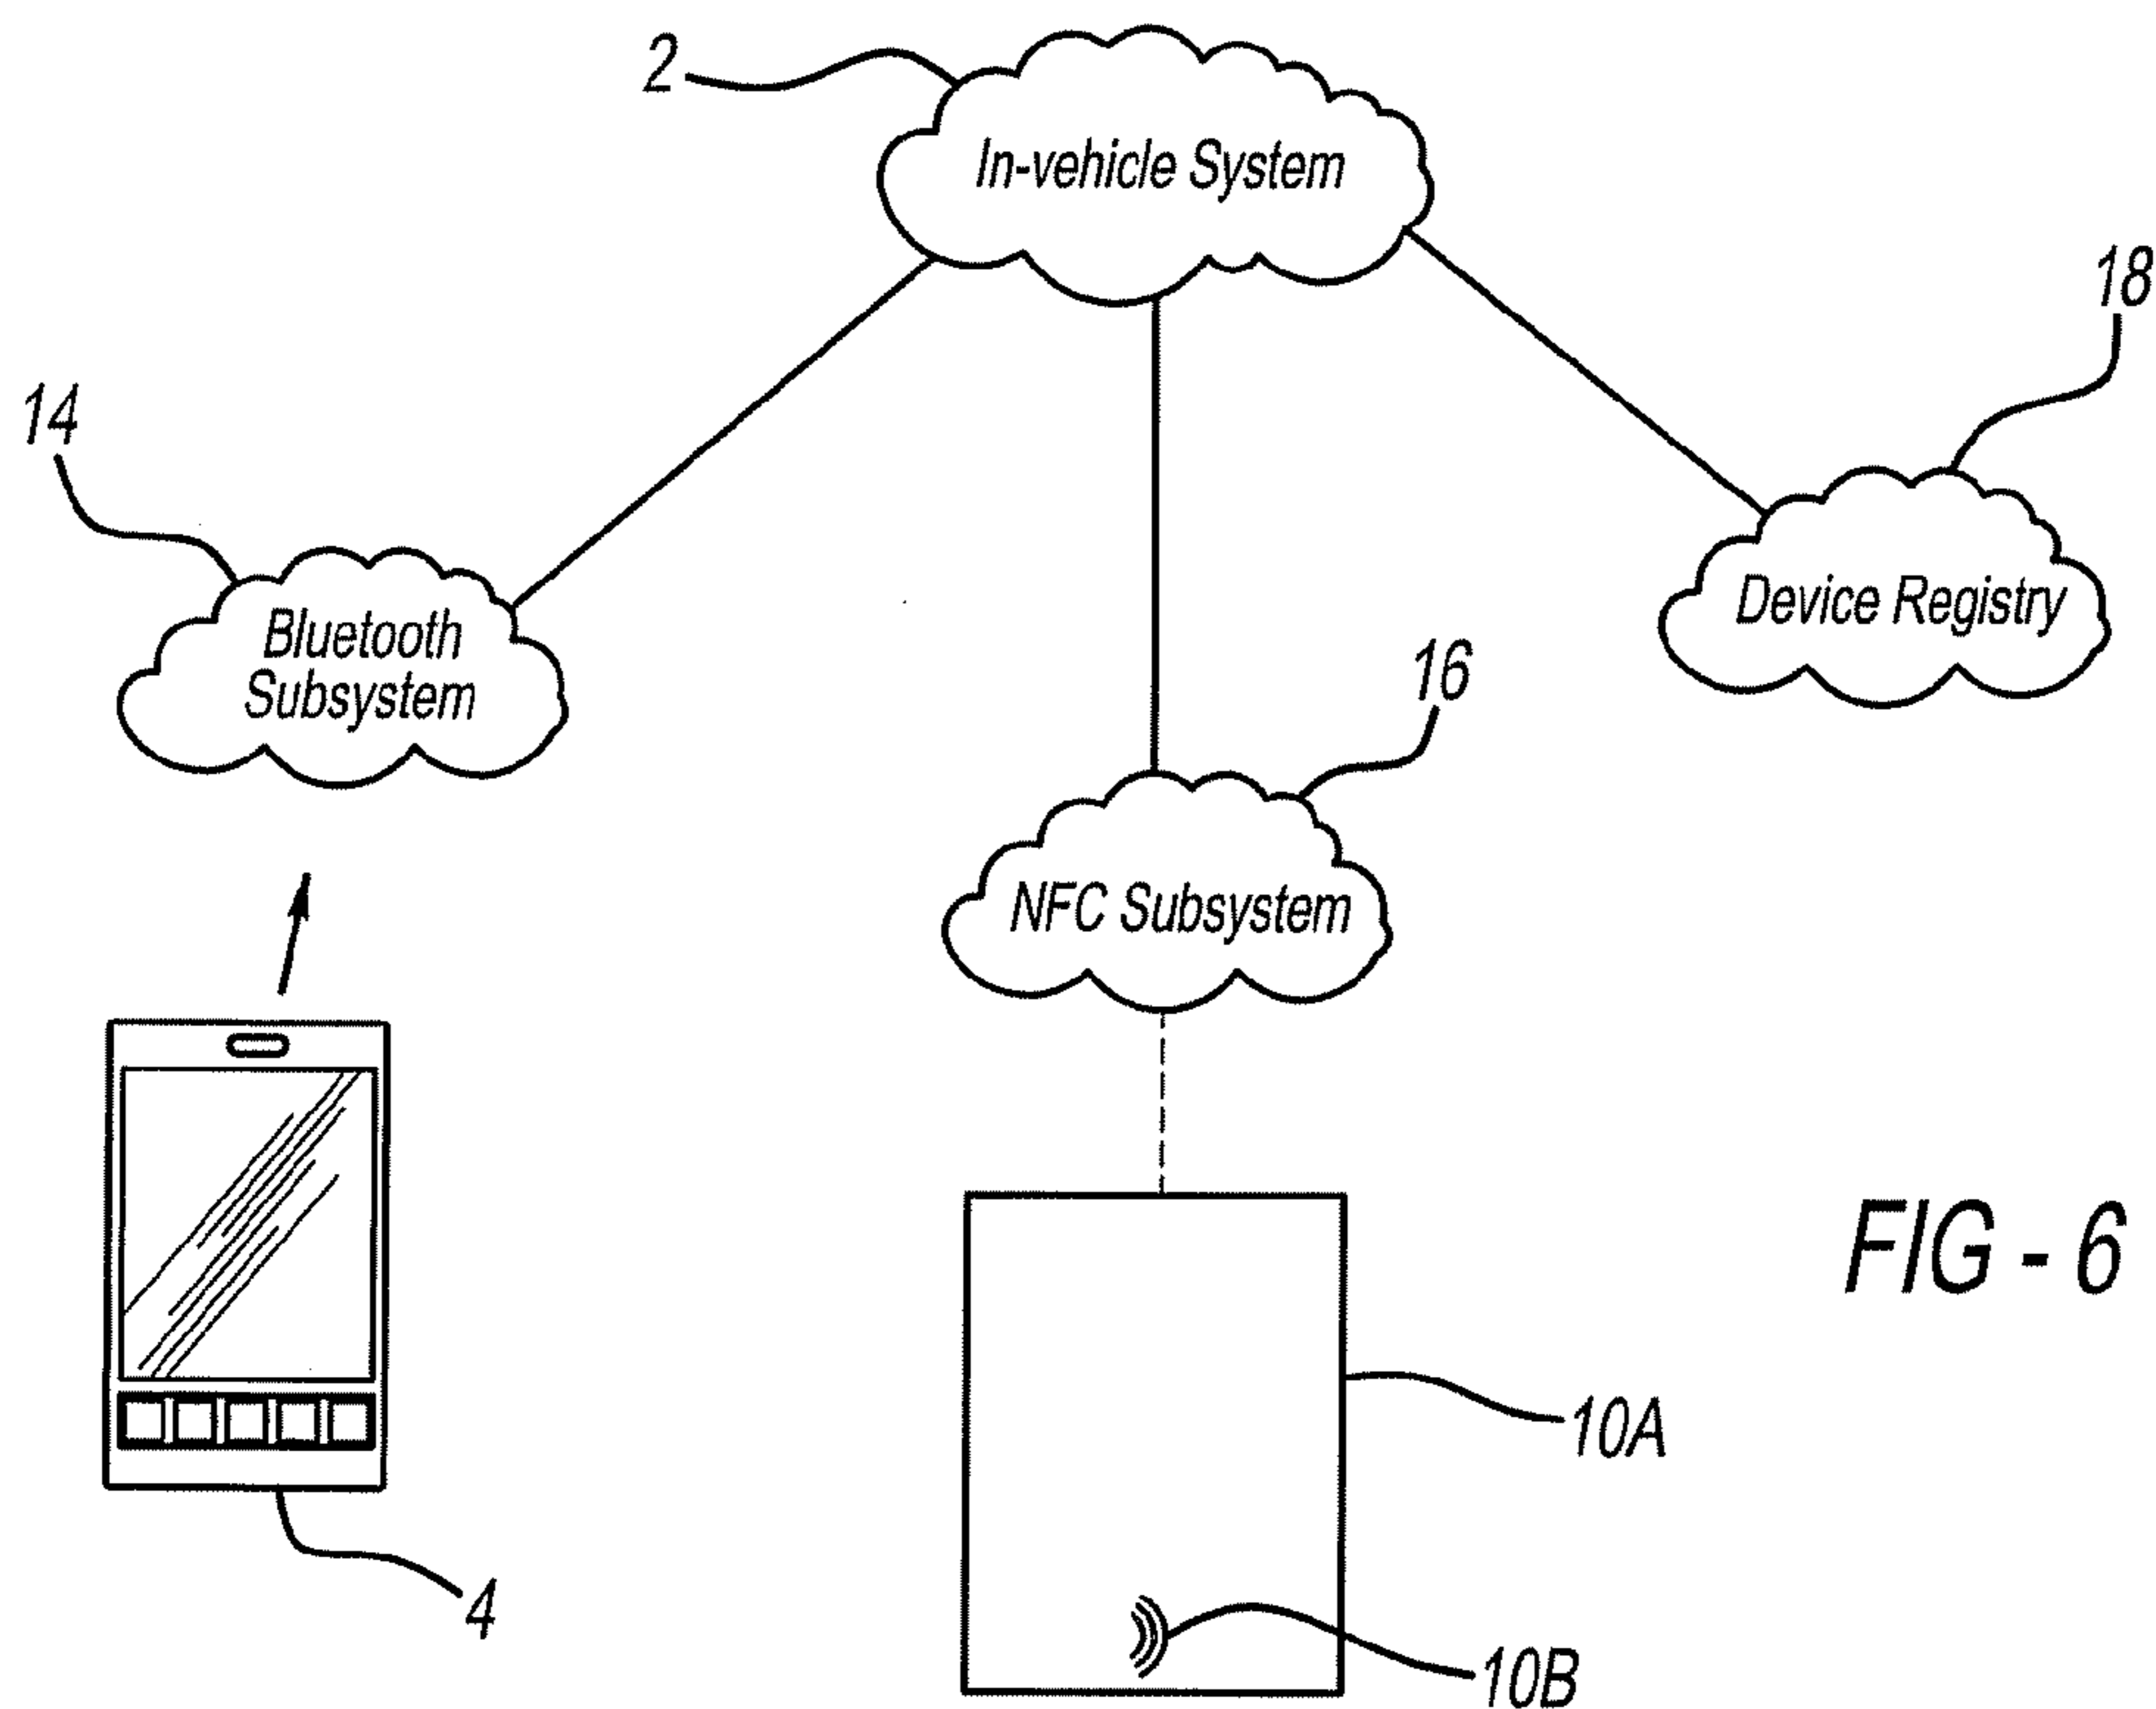 2
In-vehicle System
18
14
Device Registry
Bluetooth
Subsystem
16
NFC Subsystem
FIG - 6
10A
4
10B